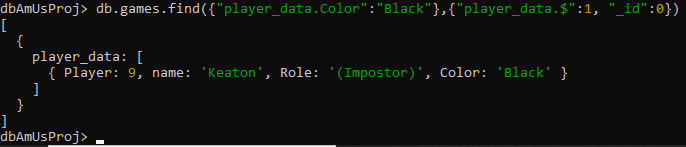 dbAmUsProj> db.games.find({"player_data.Color":"Black"},{"player_data.$":1, "_id":0})
[
  {
    player_data: [
      { Player: 9, name: 'Keaton', Role: '(Impostor)', Color: 'Black' }
    ]
  }
]
dbAmUsProj>